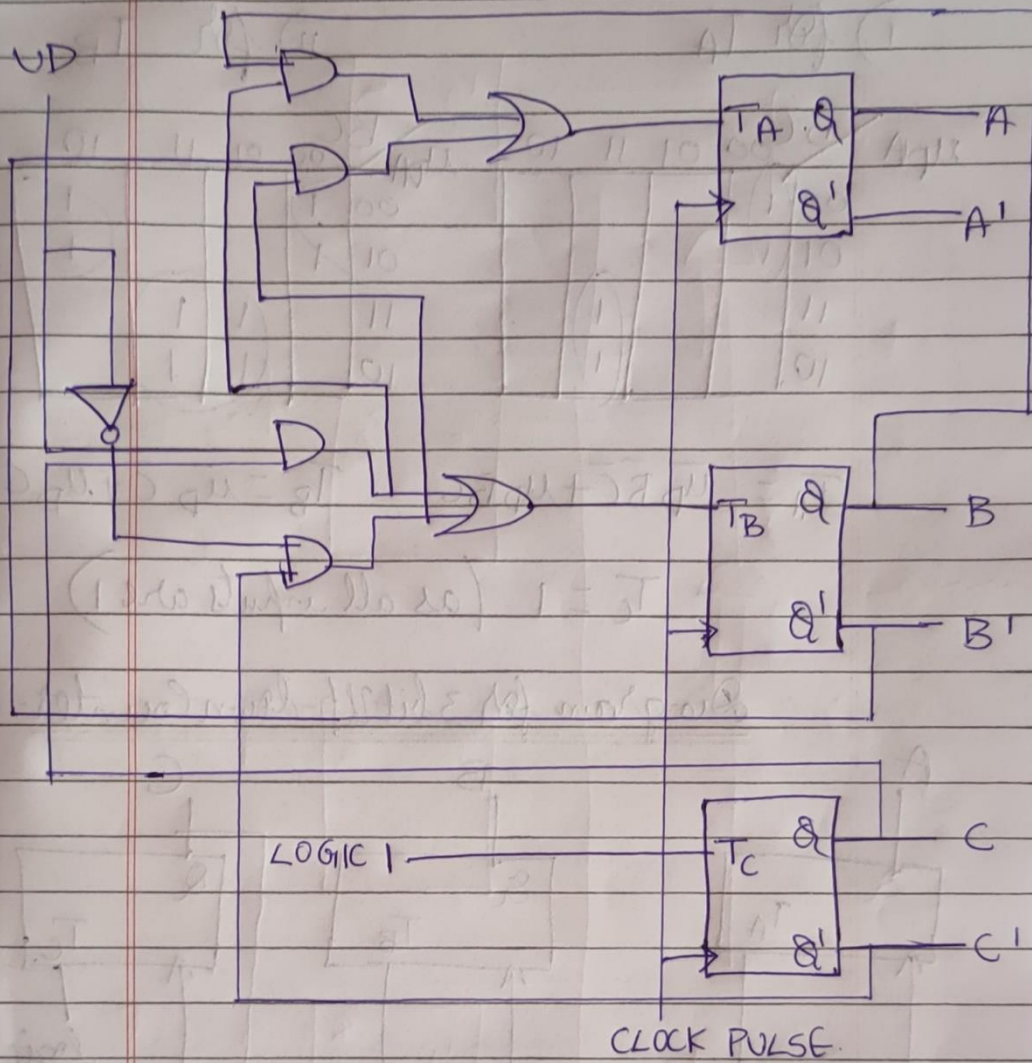 UD
TA Q A
Q' A'
TB Q B
Q' B'
LOGIC 1 TC Q C
Q' C'
CLOCK PULSE.